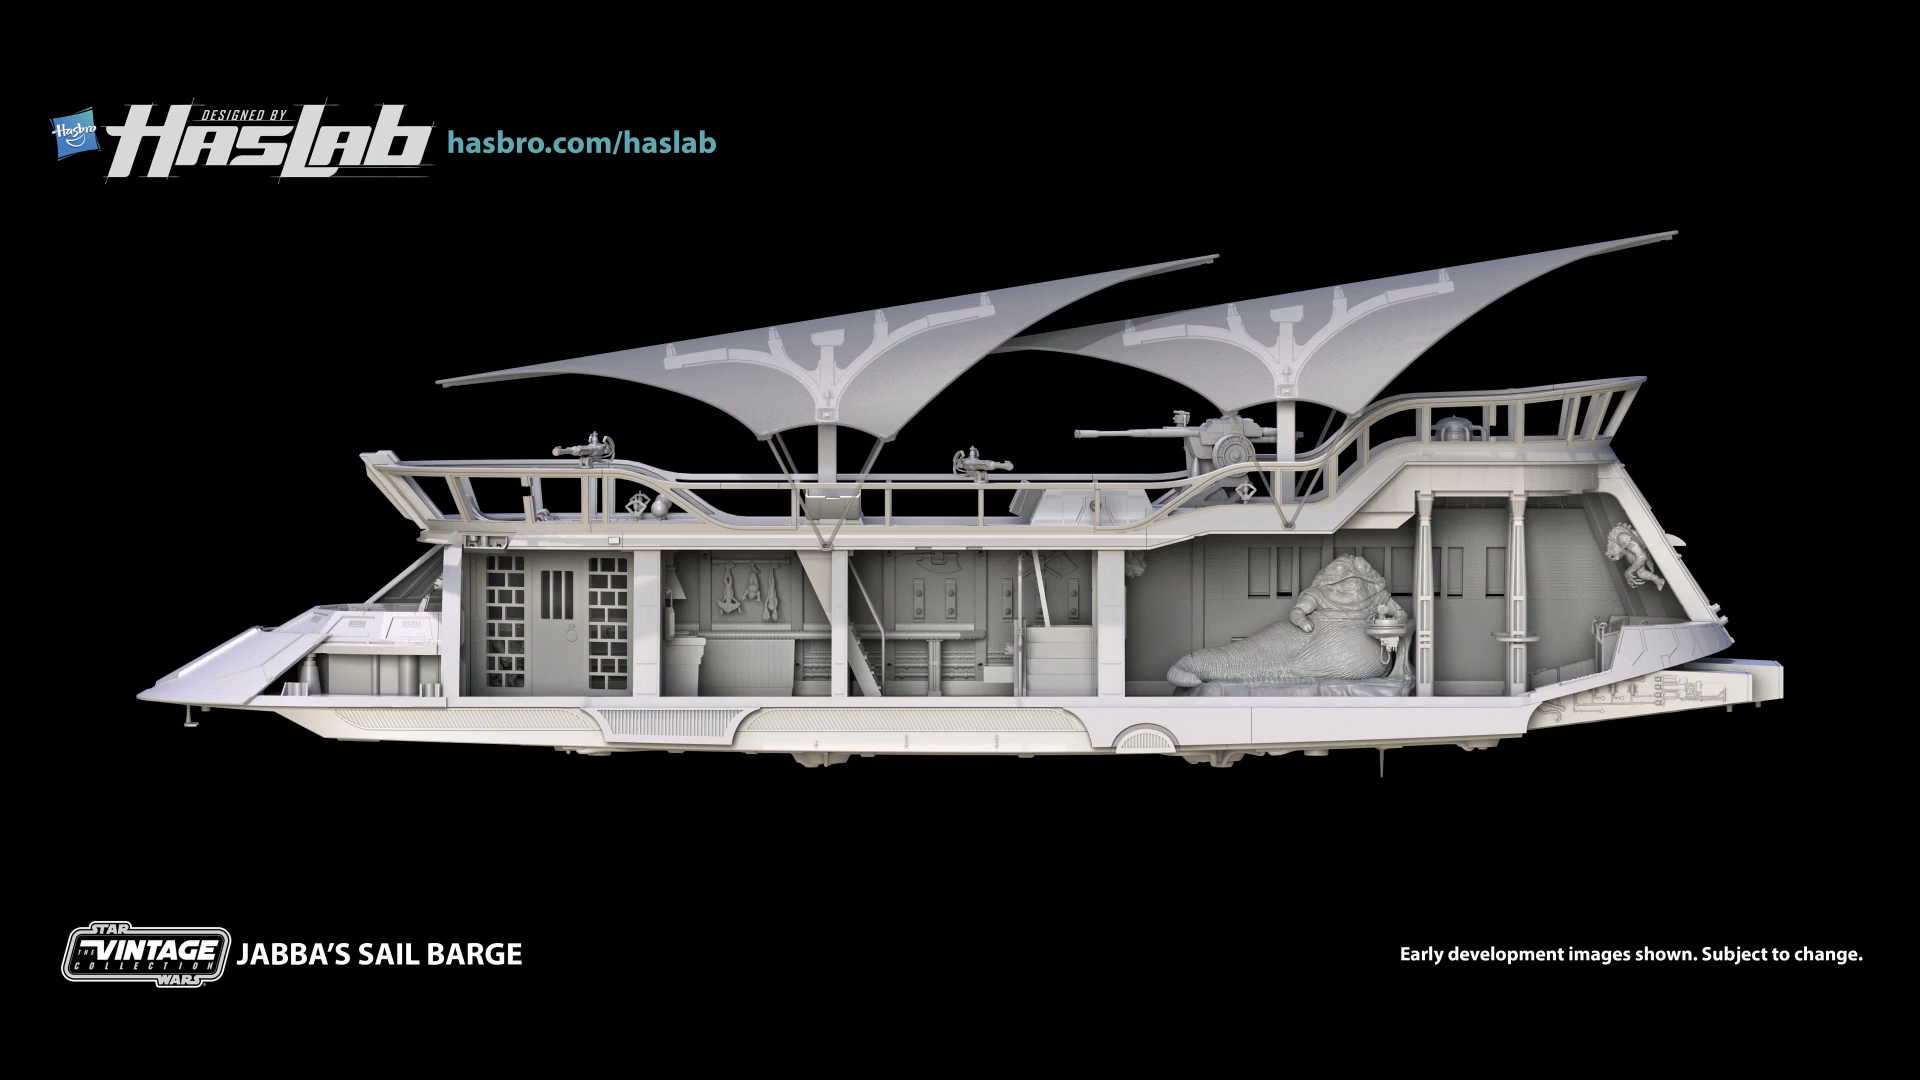 Hasbro
DESIGNED BY
HASLAB
hasbro.com/haslab
STAR
THE VINTAGE
COLLECTION
WARS
JABBA'S SAIL BARGE
Early development images shown. Subject to change.